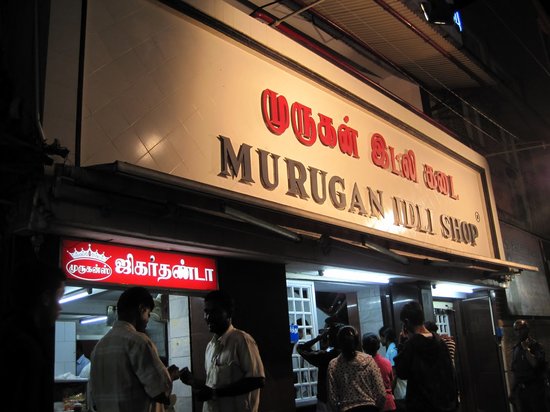 முருகன் இட்லி கடை
MURUGAN IDLI SHOP
®
முருகன்ஸ்
ஜிகர்தண்டா